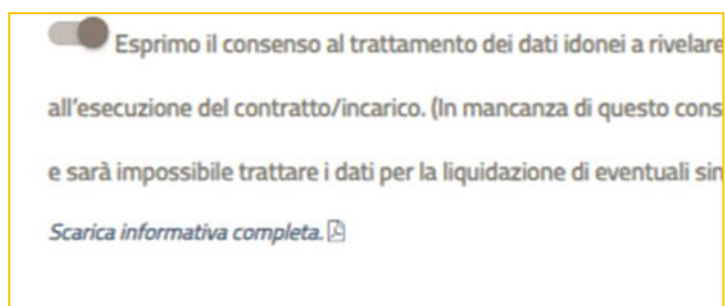 Esprimo il consenso al trattamento dei dati idonei a rivelare
all'esecuzione del contratto/incarico. (In mancanza di questo cons
e sarà impossibile trattare i dati per la liquidazione di eventuali sin
Scarica informativa completa.